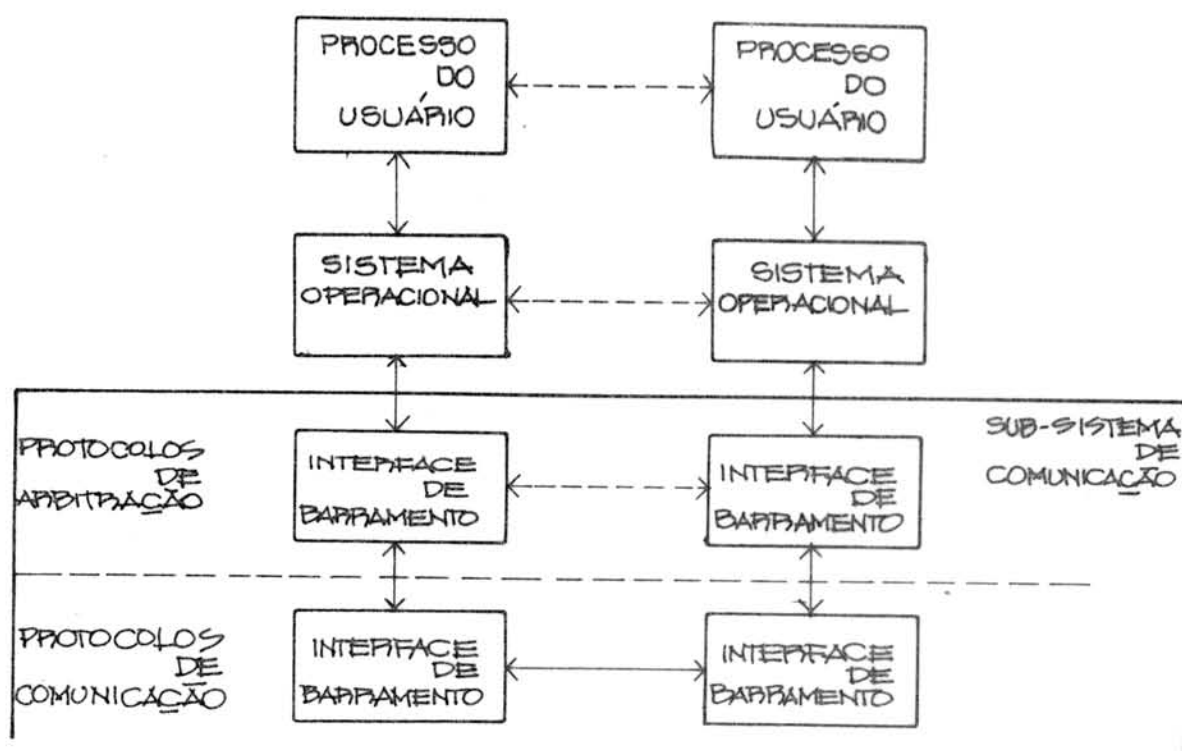 PROCESSO
DO
USUÁRIO
PROCESSO
DO
USUÁRIO
SISTEMA
OPERACIONAL
SISTEMA
OPERACIONAL
PROTOCOLOS
DE
ARBITRAÇÃO
INTERFACE
DE
BARRAMENTO
INTERFACE
DE
BARRAMENTO
SUB-SISTEMA
DE
COMUNICAÇÃO
PROTOCOLOS
DE
COMUNICAÇÃO
INTERFACE
DE
BARRAMENTO
INTERFACE
DE
BARRAMENTO